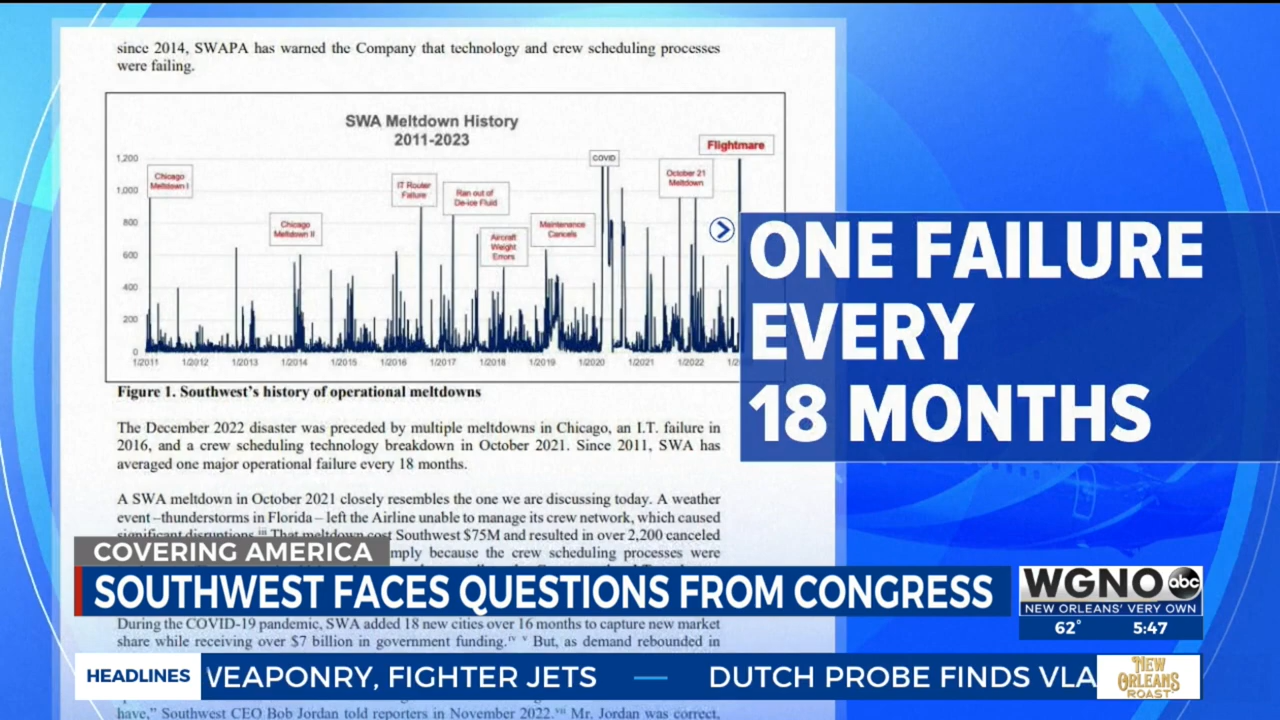 since 2014, SWAPA has warned the Company that technology and crew scheduling processes
were failing.
SWA Meltdown History
2011-2023
Flightmare
COVID
1,200
Chicago
Meltdown I
October 21
Meltdown
IT Router
Failure
1,000
Ran out of
De-ice Fluid
800
Chicago
Meltdown II
Maintenance
Cancels
Aircraft
Weight
Errors
600
400
200
0
1/2011 1/2012 1/2013 1/2014 1/2015 1/2016 1/2017 1/2018 1/2019 1/2020 1/2021 1/2022
ONE FAILURE
EVERY
18 MONTHS
Figure 1. Southwest's history of operational meltdowns
The December 2022 disaster was preceded by multiple meltdowns in Chicago, an I.T. failure in
2016, and a crew scheduling technology breakdown in October 2021. Since 2011, SWA has
averaged one major operational failure every 18 months.
A SWA meltdown in October 2021 closely resembles the one we are discussing today. A weather
event –thunderstorms in Florida – left the Airline unable to manage its crew network, which caused
significant disruptions. That meltdown cost Southwest $75M and resulted in over 2,200 canceled
simply because the crew scheduling processes were
COVERING AMERICA
SOUTHWEST FACES QUESTIONS FROM CONGRESS
WGNO abc
NEW ORLEANS' VERY OWN
62° 5:47
During the COVID-19 pandemic, SWA added 18 new cities over 16 months to capture new market
share while receiving over $7 billion in government funding.iv v But, as demand rebounded in
HEADLINES
WEAPONRY, FIGHTER JETS — DUTCH PROBE FINDS VLA
NEW
ORLEANS
ROAST
have," Southwest CEO Bob Jordan told reporters in November 2022.vii Mr. Jordan was correct,